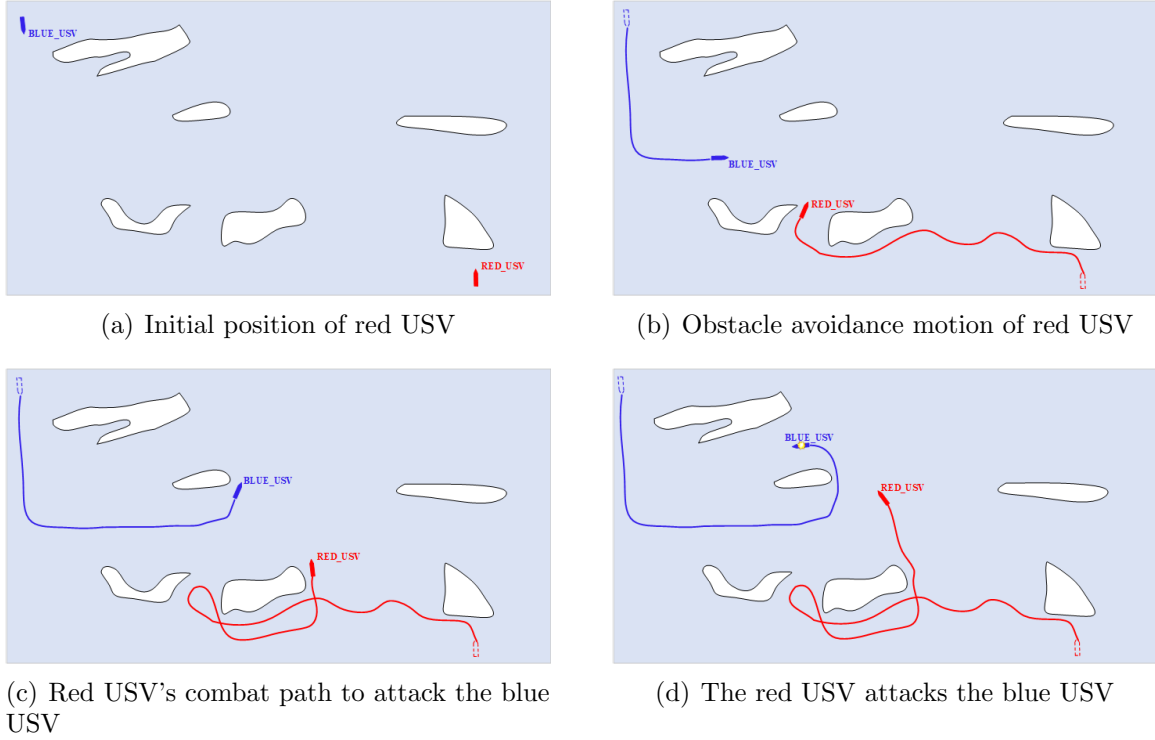 BLUE_USV
RED_USV
(a) Initial position of red USV
BLUE_USV
RED_USV
(b) Obstacle avoidance motion of red USV
BLUE_USV
RED_USV
(c) Red USV's combat path to attack the blue
USV
BLUE_USV
RED_USV
(d) The red USV attacks the blue USV